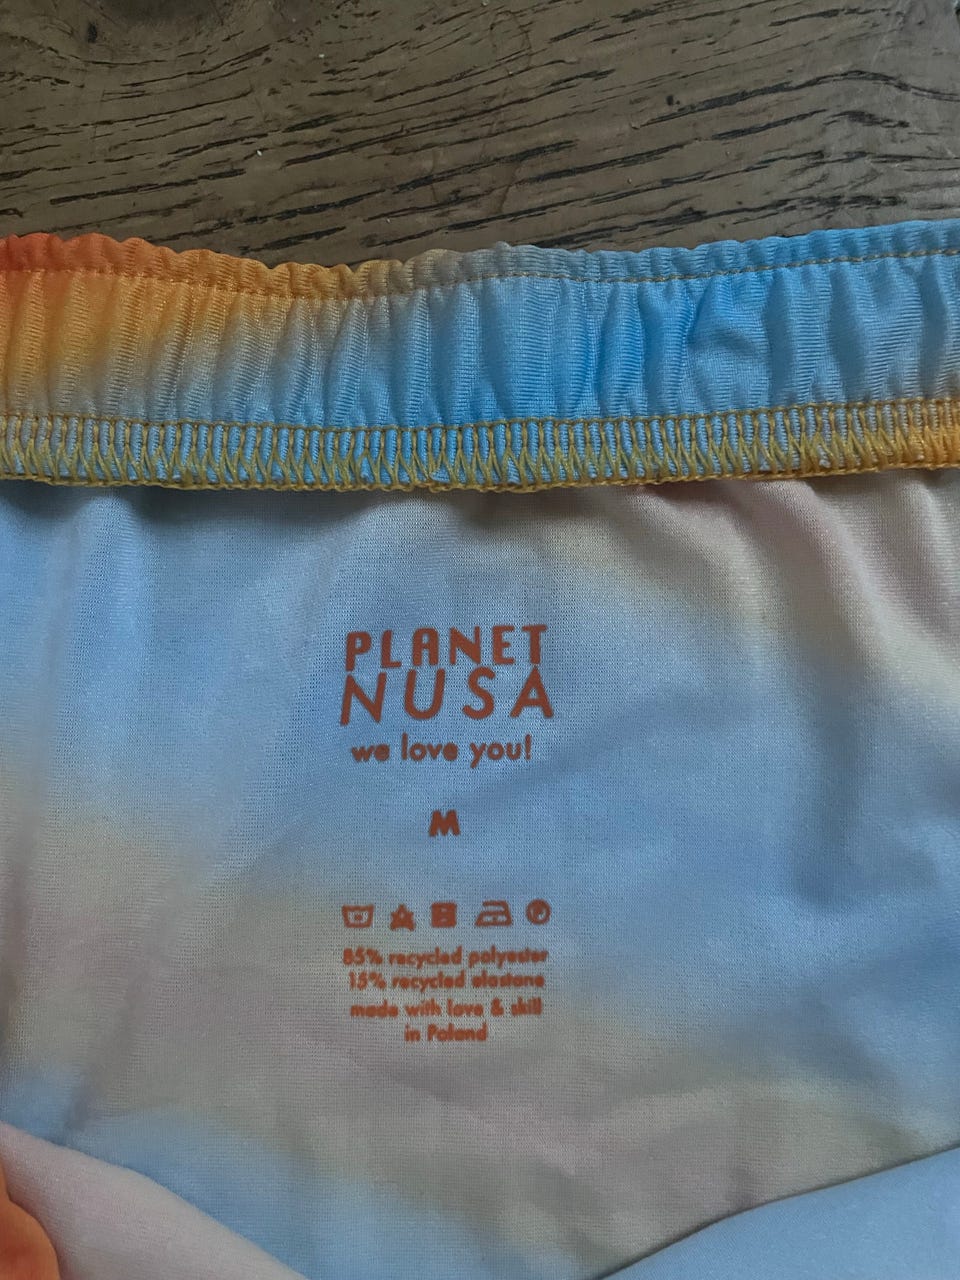 PLANET
NUSA
we love you!
M
85% recycled polyester
15% recycled elastane
made with love & skill
in Poland